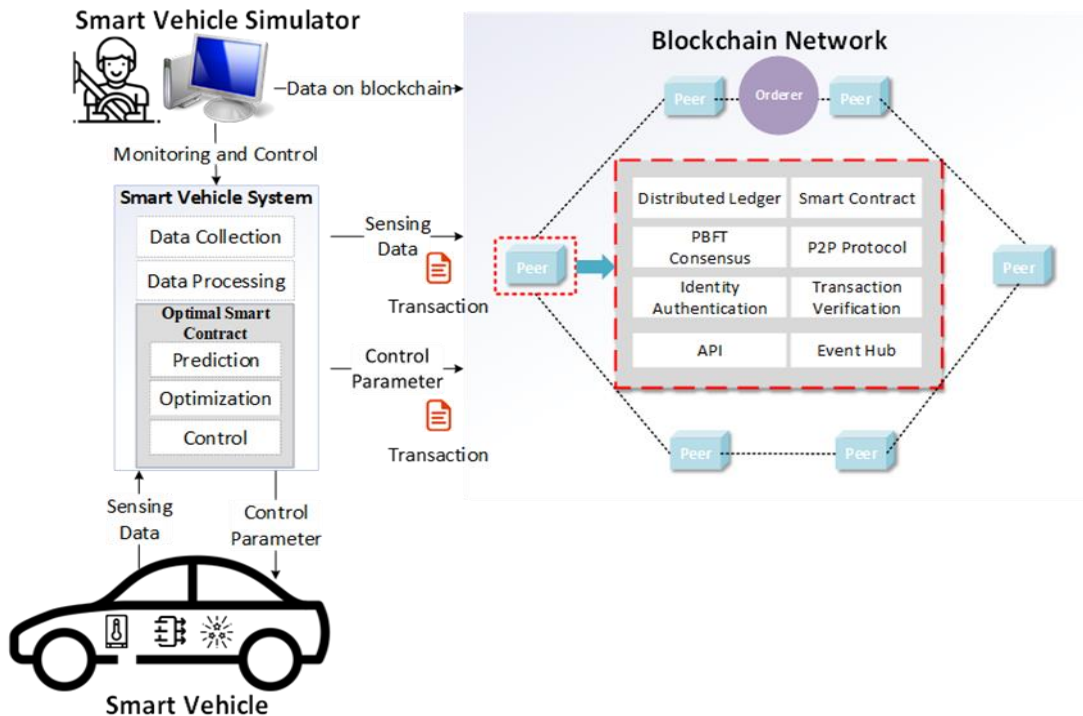 Smart Vehicle Simulator
Data on blockchain
Monitoring and Control
Smart Vehicle System
Data Collection
Data Processing
Optimal Smart
Contract
Prediction
Optimization
Control
Sensing
Data
Transaction
Control
Parameter
Transaction
Sensing
Data
Control
Parameter
Smart Vehicle
Blockchain Network
Peer
Orderer
Peer
Peer
Distributed Ledger
Smart Contract
PBFT
Consensus
P2P Protocol
Identity
Authentication
Transaction
Verification
API
Event Hub
Peer
Peer
Peer